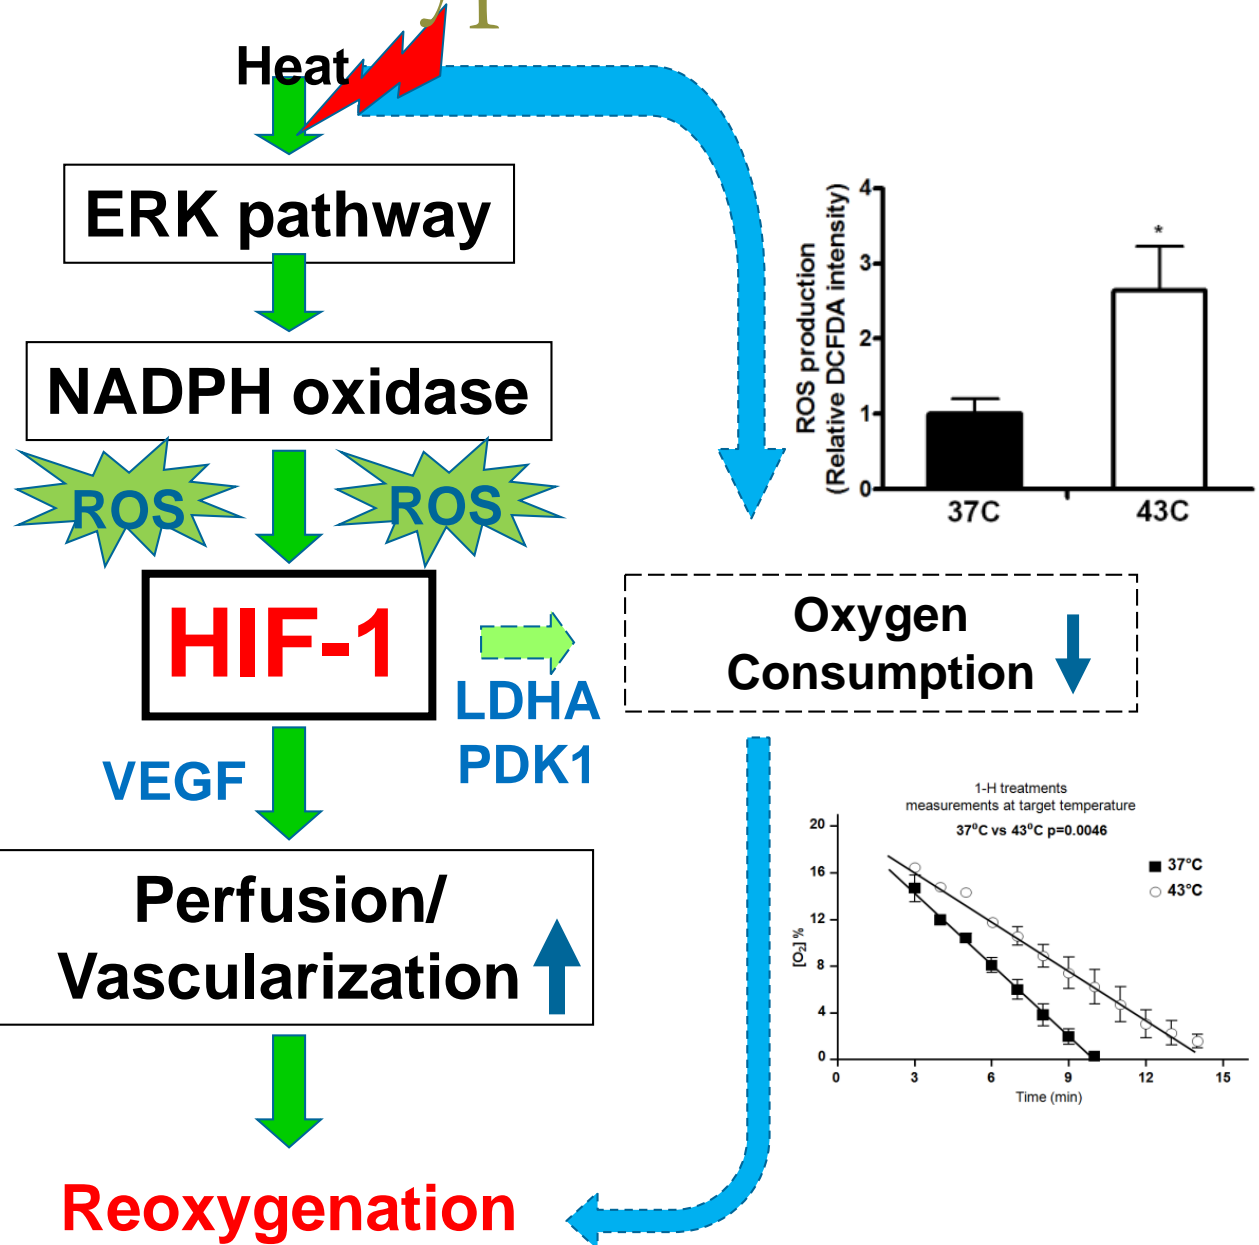 Heat
ERK pathway
NADPH oxidase
ROS
ROS
HIF-1
LDHA
PDK1
VEGF
Oxygen
Consumption
Perfusion/
Vascularization
Reoxygenation
ROS production
(Relative DCFDA intensity)
4
3
2
1
0
*
37C
43C
1-H treatments
measurements at target temperature
37°C vs 43°C p=0.0046
37°C
43°C
[O₂] %
20
16
12
8
4
0
0
3
6
9
12
15
Time (min)